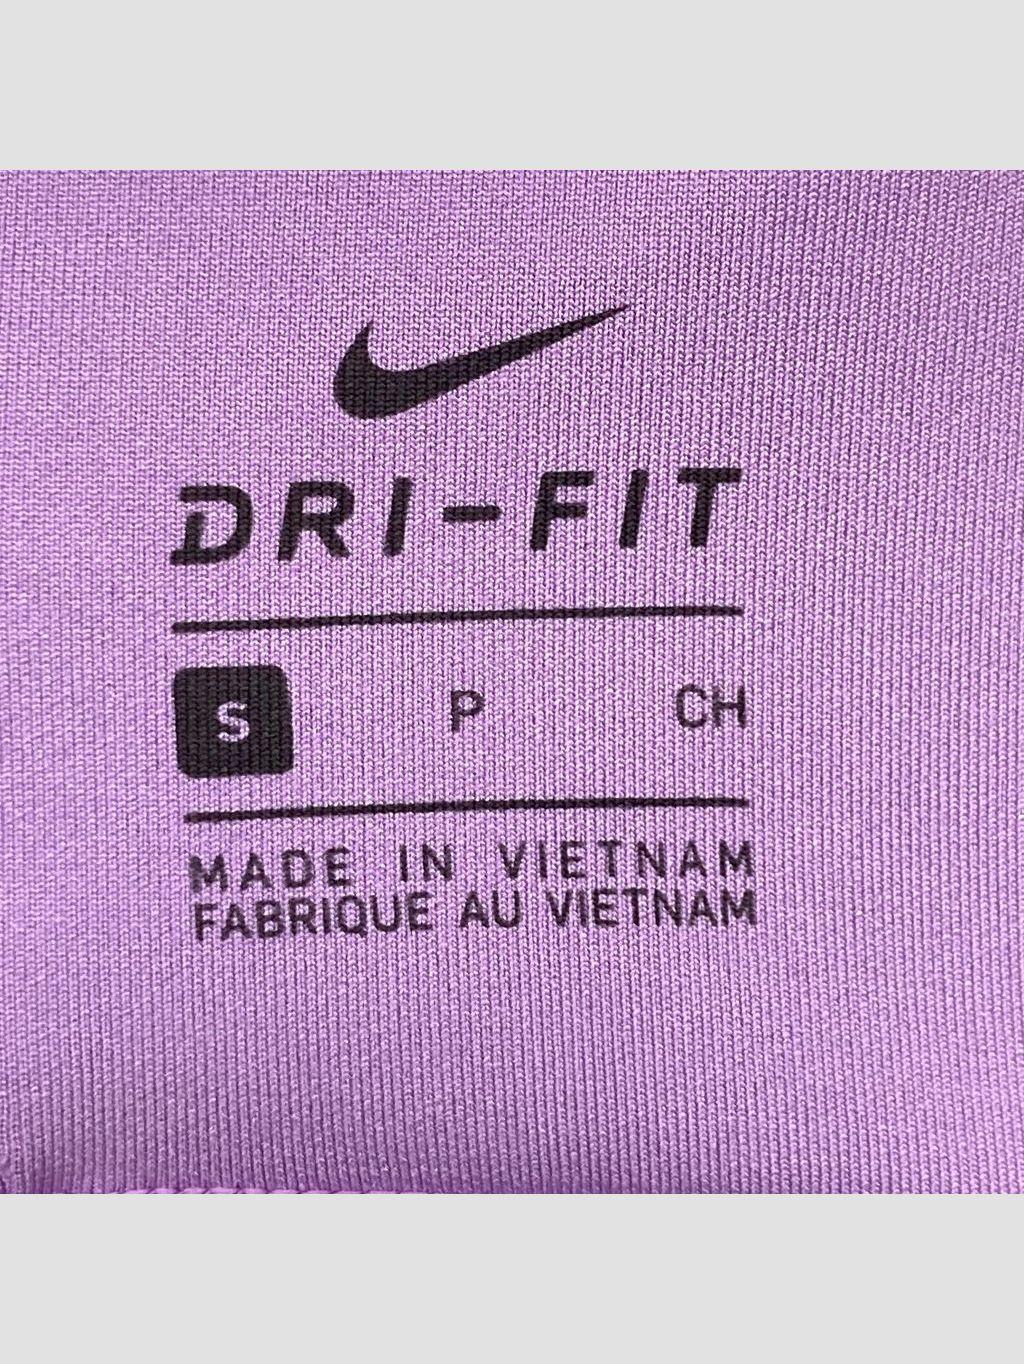 DRI-FIT
S P CH
MADE IN VIETNAM
FABRIQUE AU VIETNAM